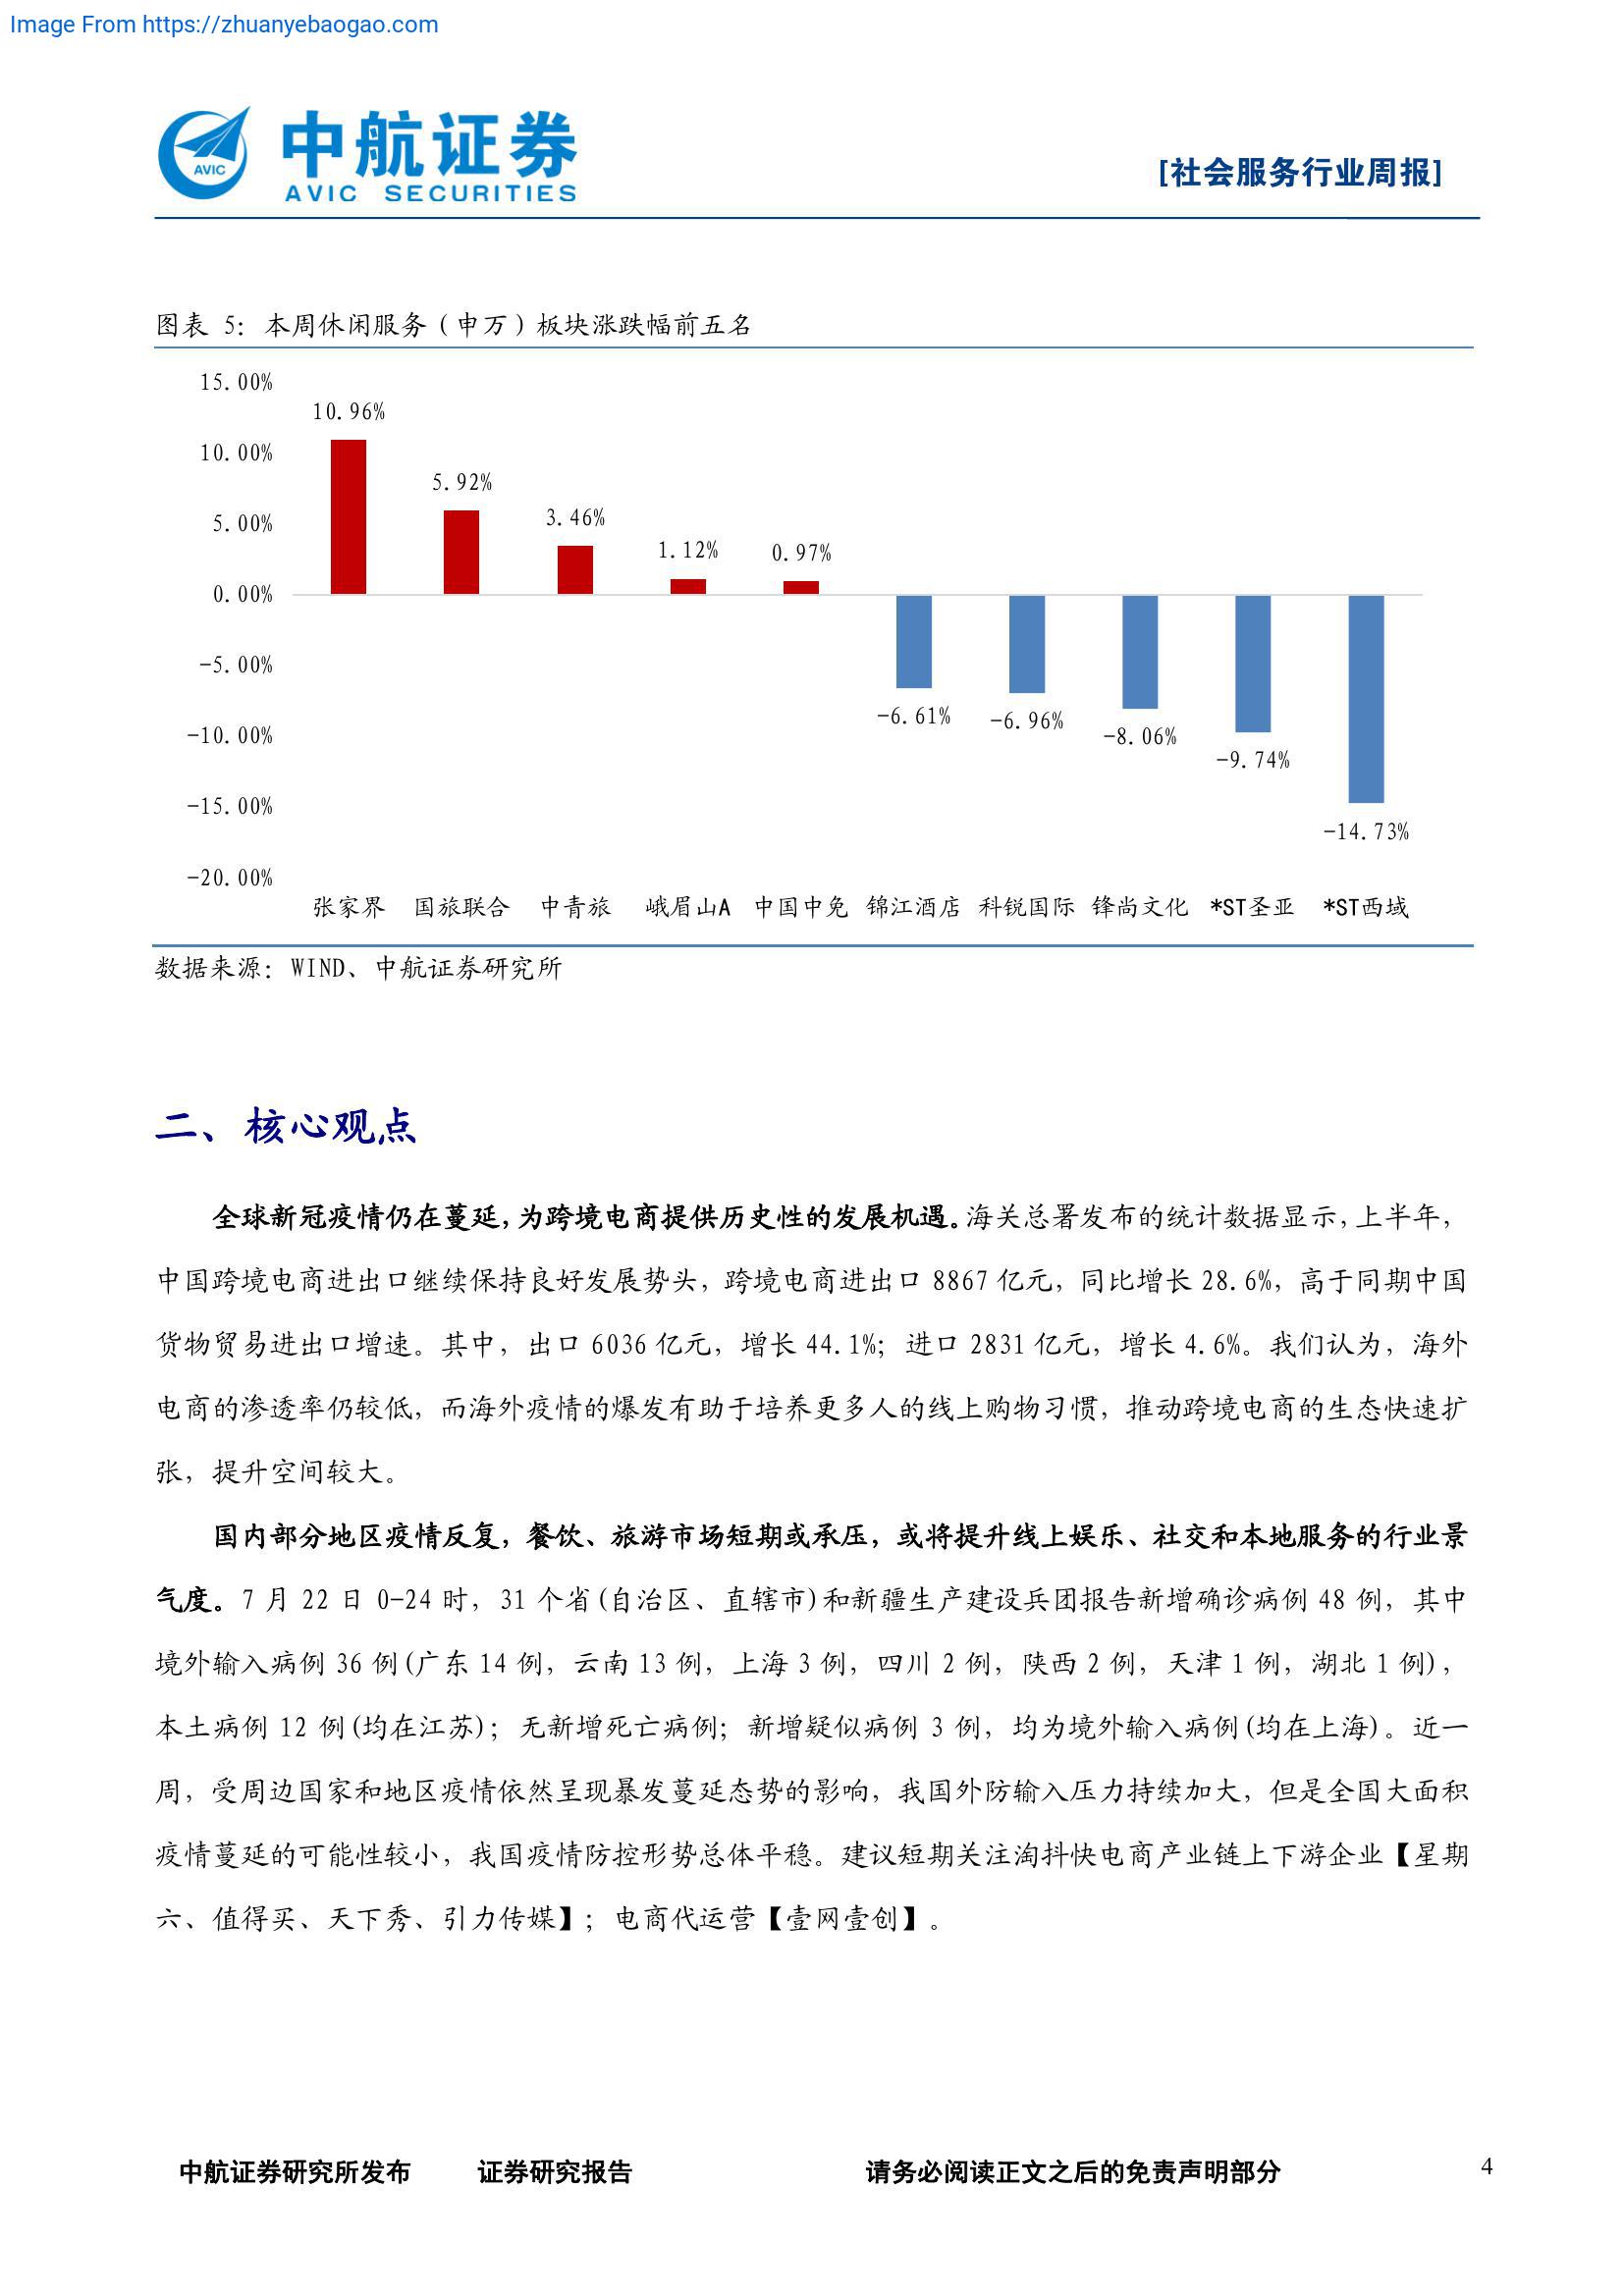 Image From https://zhuanyebaogao.com
中航证券
AVIC SECURITIES
AVIC
[社会服务行业周报]
图表 5：本周休闲服务（申万）板块涨跌幅前五名
15.00%
10.00%
5.00%
0.00%
-5.00%
-10.00%
-15.00%
-20.00%
10.96%
5.92%
3.46%
1.12%
0.97%
-6.61%
-6.96%
-8.06%
-9.74%
-14.73%
张家界 国旅联合 中青旅 峨眉山A 中国中免 锦江酒店 科锐国际 锋尚文化 *ST圣亚 *ST西域
数据来源：WIND、中航证券研究所
二、核心观点
全球新冠疫情仍在蔓延，为跨境电商提供历史性的发展机遇。海关总署发布的统计数据显示，上半年，
中国跨境电商进出口继续保持良好发展势头，跨境电商进出口 8867 亿元，同比增长 28.6%，高于同期中国
货物贸易进出口增速。其中，出口 6036 亿元，增长 44.1%；进口 2831 亿元，增长 4.6%。我们认为，海外
电商的渗透率仍较低，而海外疫情的爆发有助于培养更多人的线上购物习惯，推动跨境电商的生态快速扩
张，提升空间较大。
国内部分地区疫情反复，餐饮、旅游市场短期或承压，或将提升线上娱乐、社交和本地服务的行业景
气度。7 月 22 日 0-24 时，31 个省(自治区、直辖市)和新疆生产建设兵团报告新增确诊病例 48 例，其中
境外输入病例 36 例(广东 14 例，云南 13 例，上海 3 例，四川 2 例，陕西 2 例，天津 1 例，湖北 1 例)，
本土病例 12 例(均在江苏)；无新增死亡病例；新增疑似病例 3 例，均为境外输入病例(均在上海)。近一
周，受周边国家和地区疫情依然呈现暴发蔓延态势的影响，我国外防输入压力持续加大，但是全国大面积
疫情蔓延的可能性较小，我国疫情防控形势总体平稳。建议短期关注淘抖快电商产业链上下游企业【星期
六、值得买、天下秀、引力传媒】；电商代运营【壹网壹创】。
中航证券研究所发布 证券研究报告 请务必阅读正文之后的免责声明部分 4